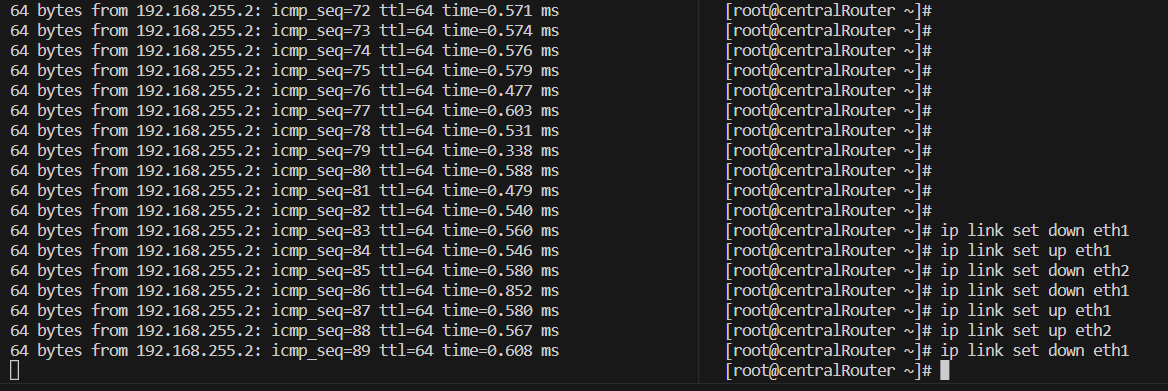 64 bytes from 192.168.255.2: icmp_seq=72 ttl=64 time=0.571 ms
64 bytes from 192.168.255.2: icmp_seq=73 ttl=64 time=0.574 ms
64 bytes from 192.168.255.2: icmp_seq=74 ttl=64 time=0.576 ms
64 bytes from 192.168.255.2: icmp_seq=75 ttl=64 time=0.579 ms
64 bytes from 192.168.255.2: icmp_seq=76 ttl=64 time=0.477 ms
64 bytes from 192.168.255.2: icmp_seq=77 ttl=64 time=0.603 ms
64 bytes from 192.168.255.2: icmp_seq=78 ttl=64 time=0.531 ms
64 bytes from 192.168.255.2: icmp_seq=79 ttl=64 time=0.338 ms
64 bytes from 192.168.255.2: icmp_seq=80 ttl=64 time=0.588 ms
64 bytes from 192.168.255.2: icmp_seq=81 ttl=64 time=0.479 ms
64 bytes from 192.168.255.2: icmp_seq=82 ttl=64 time=0.540 ms
64 bytes from 192.168.255.2: icmp_seq=83 ttl=64 time=0.560 ms
64 bytes from 192.168.255.2: icmp_seq=84 ttl=64 time=0.546 ms
64 bytes from 192.168.255.2: icmp_seq=85 ttl=64 time=0.580 ms
64 bytes from 192.168.255.2: icmp_seq=86 ttl=64 time=0.852 ms
64 bytes from 192.168.255.2: icmp_seq=87 ttl=64 time=0.580 ms
64 bytes from 192.168.255.2: icmp_seq=88 ttl=64 time=0.567 ms
64 bytes from 192.168.255.2: icmp_seq=89 ttl=64 time=0.608 ms
[root@centralRouter ~]#
[root@centralRouter ~]#
[root@centralRouter ~]#
[root@centralRouter ~]#
[root@centralRouter ~]#
[root@centralRouter ~]#
[root@centralRouter ~]#
[root@centralRouter ~]#
[root@centralRouter ~]#
[root@centralRouter ~]#
[root@centralRouter ~]#
[root@centralRouter ~]# ip link set down eth1
[root@centralRouter ~]# ip link set up eth1
[root@centralRouter ~]# ip link set down eth2
[root@centralRouter ~]# ip link set down eth1
[root@centralRouter ~]# ip link set up eth1
[root@centralRouter ~]# ip link set up eth2
[root@centralRouter ~]# ip link set down eth1
[root@centralRouter ~]#